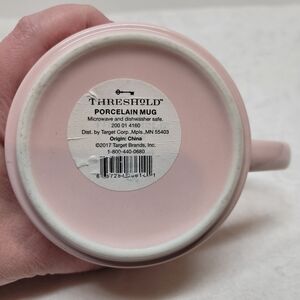 THRESHOLD
PORCELAIN MUG
Microwave and dishwasher safe.
200 01 4160
Dist. by Target Corp., Mpls., MN 55403
Origin: China
©2017 Target Brands, Inc.
1-800-440-0680